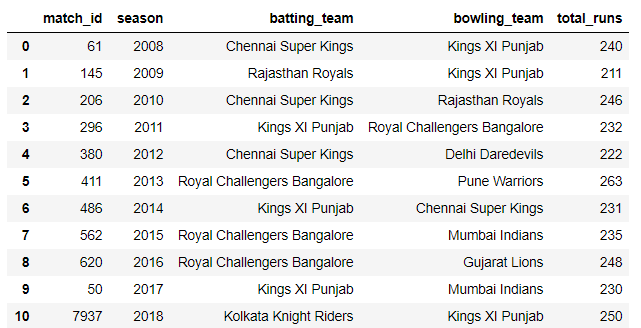 match_id season batting_team bowling_team total_runs
0 61 2008 Chennai Super Kings Kings XI Punjab 240
1 145 2009 Rajasthan Royals Kings XI Punjab 211
2 206 2010 Chennai Super Kings Rajasthan Royals 246
3 296 2011 Kings XI Punjab Royal Challengers Bangalore 232
4 380 2012 Chennai Super Kings Delhi Daredevils 222
5 411 2013 Royal Challengers Bangalore Pune Warriors 263
6 486 2014 Kings XI Punjab Chennai Super Kings 231
7 562 2015 Royal Challengers Bangalore Mumbai Indians 235
8 620 2016 Royal Challengers Bangalore Gujarat Lions 248
9 50 2017 Kings XI Punjab Mumbai Indians 230
10 7937 2018 Kolkata Knight Riders Kings XI Punjab 250